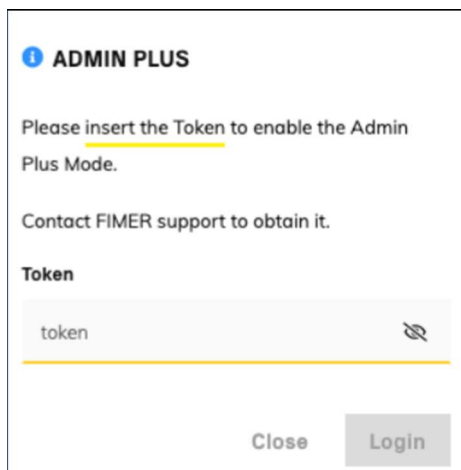 ADMIN PLUS
Please insert the Token to enable the Admin
Plus Mode.
Contact FIMER support to obtain it.
Token
token
Close
Login